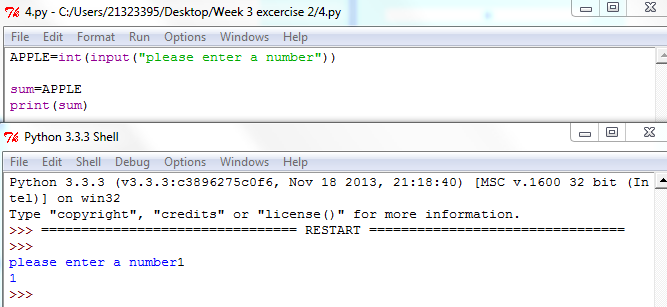 4.py - C:/Users/21323395/Desktop/Week 3 excercise 2/4.py
File Edit Format Run Options Windows Help
APPLE=int(input("please enter a number"))
sum=APPLE
print(sum)
Python 3.3.3 Shell
File Edit Shell Debug Options Windows Help
Python 3.3.3 (v3.3.3:c3896275c0f6, Nov 18 2013, 21:18:40) [MSC v.1600 32 bit (In
tel)] on win32
Type "copyright", "credits" or "license()" for more information.
>>> ================================ RESTART ================================
>>>
please enter a number1
1
>>>